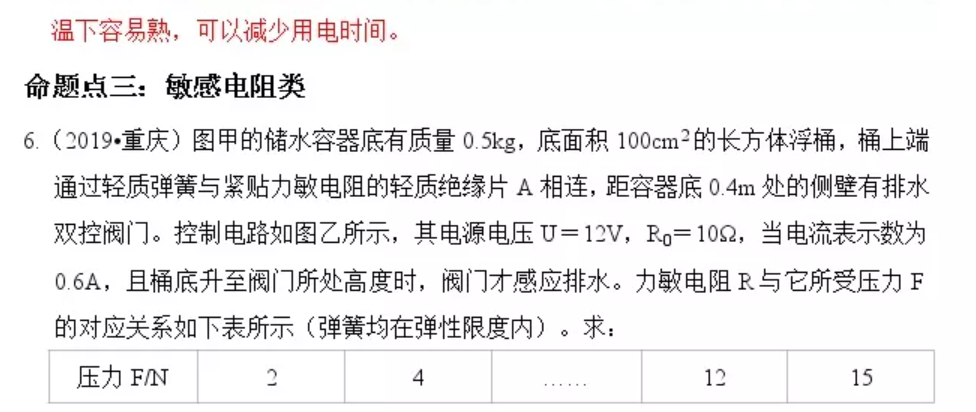 温下容易熟，可以减少用电时间。
命题点三：敏感电阻类
6.（2019•重庆）图甲的储水容器底有质量 0.5kg，底面积 100cm²的长方体浮桶，桶上端
通过轻质弹簧与紧贴力敏电阻的轻质绝缘片 A 相连，距容器底 0.4m 处的侧壁有排水
双控阀门。控制电路如图乙所示，其电源电压 U＝12V，R₀＝10Ω，当电流表示数为
0.6A，且桶底升至阀门所处高度时，阀门才感应排水。力敏电阻 R 与它所受压力 F
的对应关系如下表所示（弹簧均在弹性限度内）。求：
压力 F/N 2 4 …… 12 15